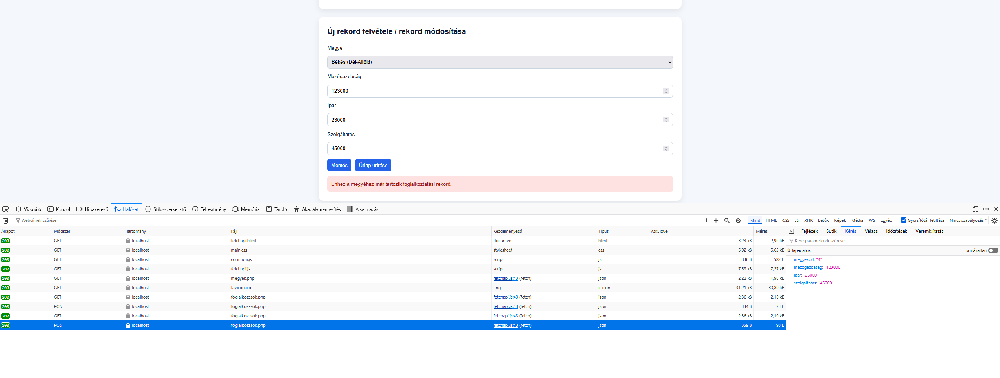 Új rekord felvétele / rekord módosítása
Megye
Békés (Dél-Alföld)
Mezőgazdaság
123000
Ipar
23000
Szolgáltatás
45000
Mentés Űrlap ürítése
Ehhez a megyéhez már tartozik foglalkoztatási rekord.
Vizsgáló Konzol Hibakereső Hálózat Stílusszerkesztő Teljesítmény Memória Tároló Akadálymentesítés Alkalmazás
Webcímek szűrése Mind HTML CSS JS XHR Betűk Képek Média WS Egyéb Gyorsítótár letiltása Nincs szabályozás
Állapot Módszer Tartomány Fájl Kezdeményező Típus Átküldve Méret
200 GET localhost fetchapi.html document html 3,23 kB 2,92 kB
200 GET localhost main.css stylesheet css 5,92 kB 5,62 kB
200 GET localhost common.js script js 836 B 522 B
200 GET localhost fetchapi.js script js 7,59 kB 7,27 kB
200 GET localhost megyek.php fetchapi.js:43 (fetch) json 2,22 kB 1,96 kB
200 GET localhost favicon.ico img x-icon 31,21 kB 30,89 kB
200 GET localhost foglalkozasok.php fetchapi.js:43 (fetch) json 2,36 kB 2,10 kB
200 POST localhost foglalkozasok.php fetchapi.js:43 (fetch) json 334 B 73 B
200 GET localhost foglalkozasok.php fetchapi.js:43 (fetch) json 2,36 kB 2,10 kB
200 POST localhost foglalkozasok.php fetchapi.js:43 (fetch) json 359 B 98 B
Fejlécek Sütik Kérés Válasz Időzítések Veremkiíratás
Kérésparaméterek szűrése
Űrlapadatok Formázatlan
megyekod: "4"
mezogazdasag: "123000"
ipar: "23000"
szolgaltatas: "45000"